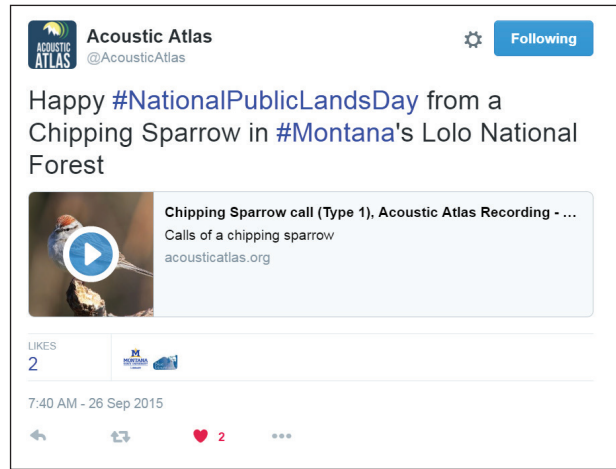 ACOUSTIC
ATLAS
Acoustic Atlas
@AcousticAtlas
Following
Happy #NationalPublicLandsDay from a
Chipping Sparrow in #Montana's Lolo National
Forest
Chipping Sparrow call (Type 1), Acoustic Atlas Recording - ...
Calls of a chipping sparrow
acousticatlas.org
LIKES
2
M
MONTANA
LIBRARY
7:40 AM - 26 Sep 2015
2